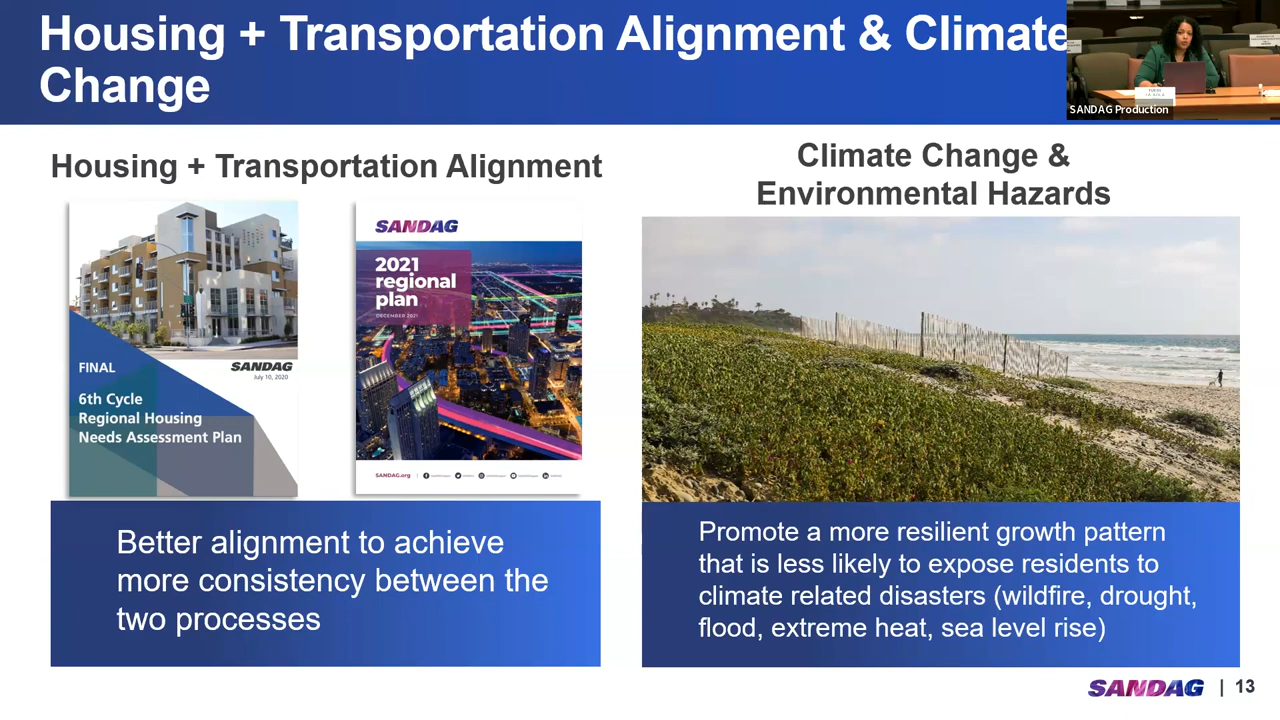 Housing + Transportation Alignment & Climate
Change
SANDAG Production
Housing + Transportation Alignment
Climate Change &
Environmental Hazards
FINAL
SANDAG
July 10, 2020
6th Cycle
Regional Housing
Needs Assessment Plan
SANDAG
2021
regional
plan
DECEMBER 2021
SANDAG.org
Better alignment to achieve
more consistency between the
two processes
Promote a more resilient growth pattern
that is less likely to expose residents to
climate related disasters (wildfire, drought,
flood, extreme heat, sea level rise)
SANDAG | 13